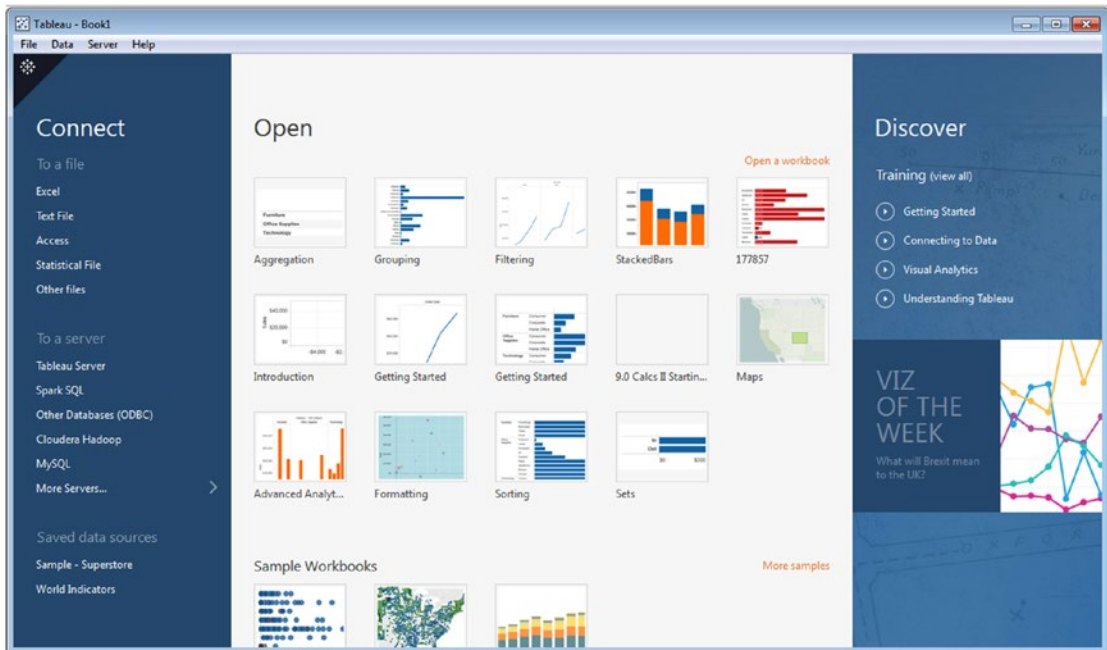 Tableau - Book1
File Data Server Help
Connect
To a file
Excel
Text File
Access
Statistical File
Other files
To a server
Tableau Server
Spark SQL
Other Databases (ODBC)
Cloudera Hadoop
MySQL
More Servers...
Saved data sources
Sample - Superstore
World Indicators
Open
Open a workbook
Furniture
Office Supplies
Technology
Aggregation
Grouping
Filtering
StackedBars
177857
Introduction
Getting Started
Getting Started
9.0 Calcs II Startin...
Maps
Advanced Analyt...
Formatting
Sorting
Sets
Sample Workbooks
More samples
Discover
Training (view all)
Getting Started
Connecting to Data
Visual Analytics
Understanding Tableau
VIZ
OF THE
WEEK
What will Brexit mean
to the UK?